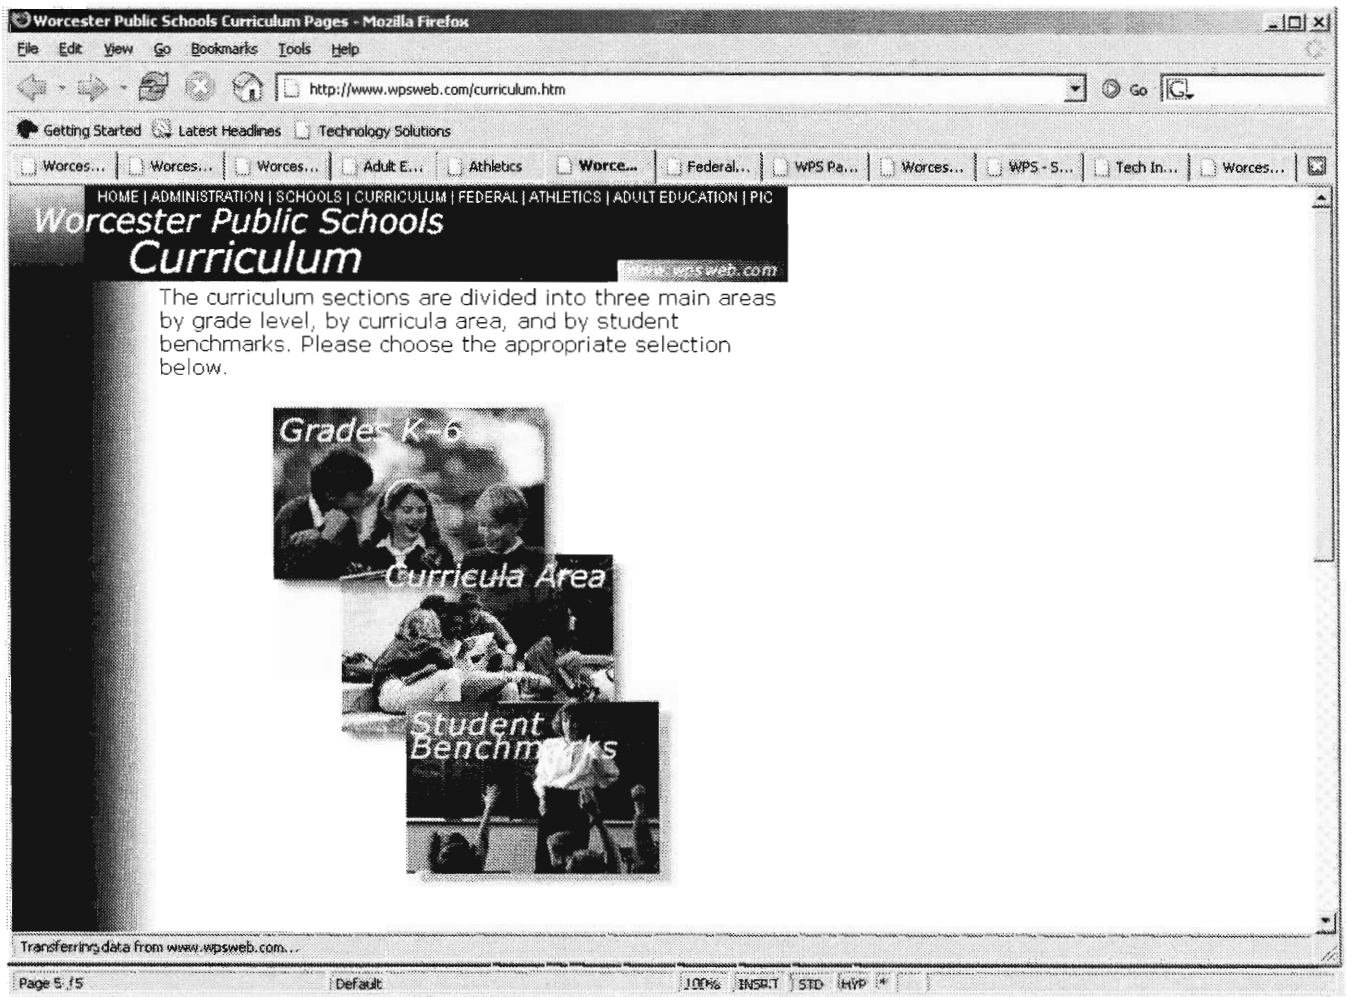 Worcester Public Schools Curriculum Pages - Mozilla Firefox
File Edit View Go Bookmarks Tools Help
http://www.wpsweb.com/curriculum.htm Go G
Getting Started Latest Headlines Technology Solutions
Worces... Worces... Worces... Adult E... Athletics Worce... Federal... WPS Pa... Worces... WPS - S... Tech In... Worces...
HOME | ADMINISTRATION | SCHOOLS | CURRICULUM | FEDERAL | ATHLETICS | ADULT EDUCATION | PIC
Worcester Public Schools
Curriculum
www.wpsweb.com
The curriculum sections are divided into three main areas
by grade level, by curricula area, and by student
benchmarks. Please choose the appropriate selection
below.
Grades K-6
Curricula Area
Student
Benchmarks
Transferring data from www.wpsweb.com...
Page 5 / 5 Default 100% INSRT STD HYP *